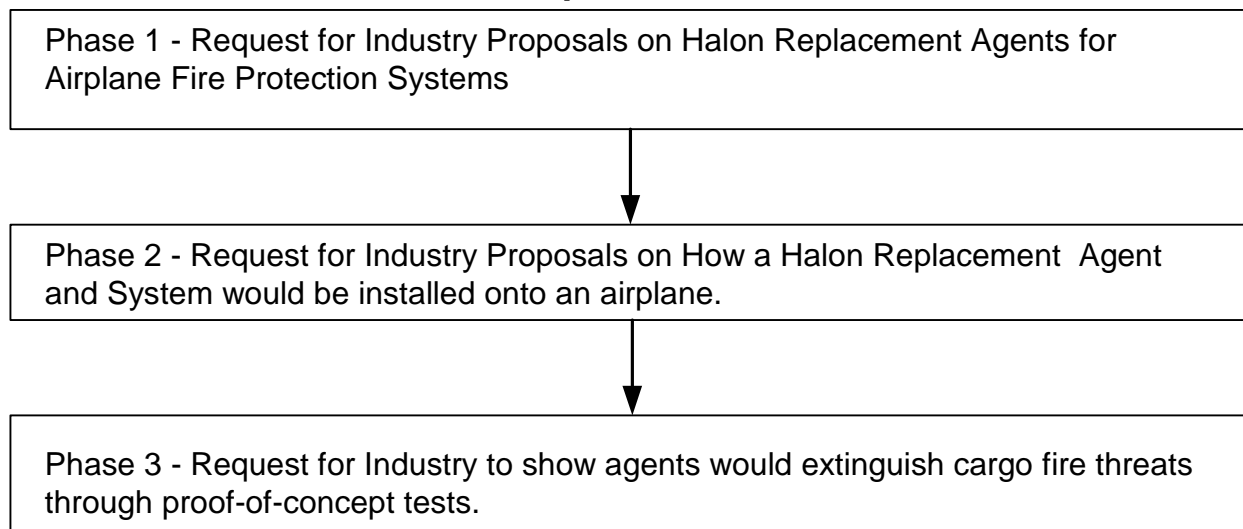 Phase 1 - Request for Industry Proposals on Halon Replacement Agents for
Airplane Fire Protection Systems
Phase 2 - Request for Industry Proposals on How a Halon Replacement  Agent
and System would be installed onto an airplane.
Phase 3 - Request for Industry to show agents would extinguish cargo fire threats
through proof-of-concept tests.